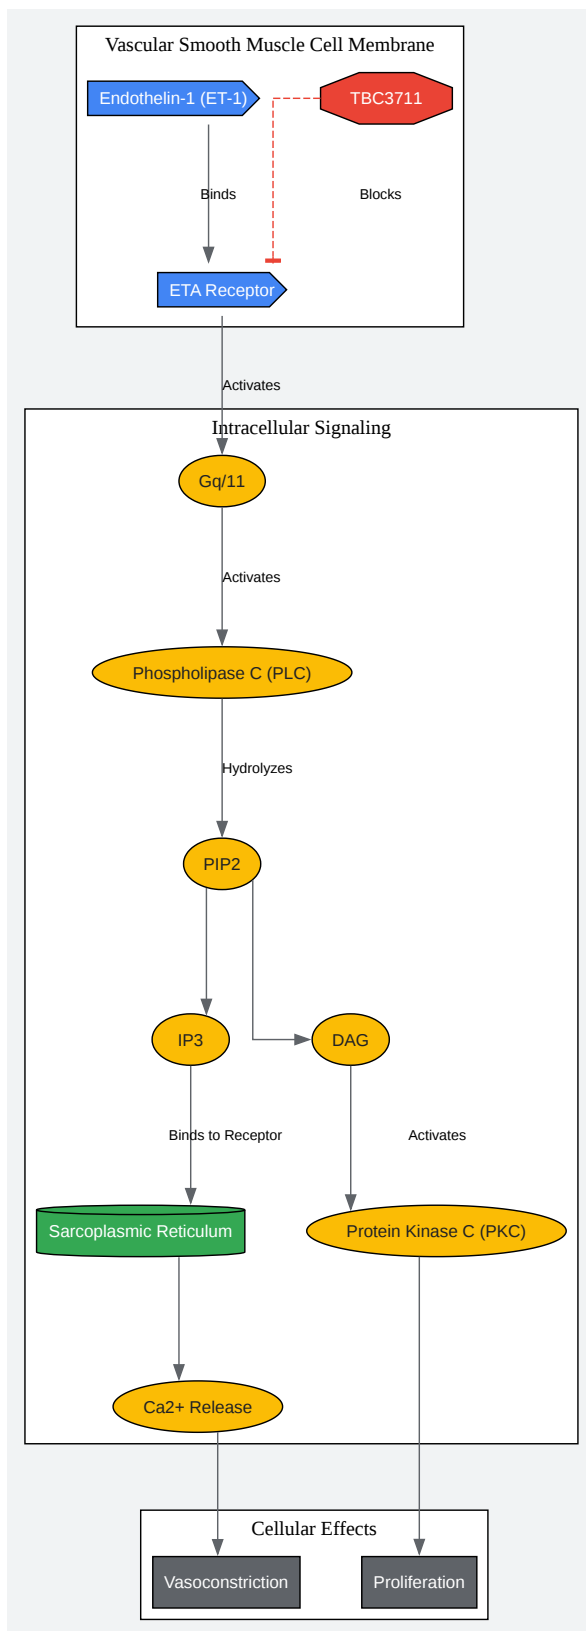 Vascular Smooth Muscle Cell Membrane
Endothelin-1 (ET-1)
TBC3711
Binds
Blocks
ETA Receptor
Activates
Intracellular Signaling
Gq/11
Activates
Phospholipase C (PLC)
Hydrolyzes
PIP2
IP3
DAG
Binds to Receptor
Activates
Sarcoplasmic Reticulum
Protein Kinase C (PKC)
Ca2+ Release
Cellular Effects
Vasoconstriction
Proliferation